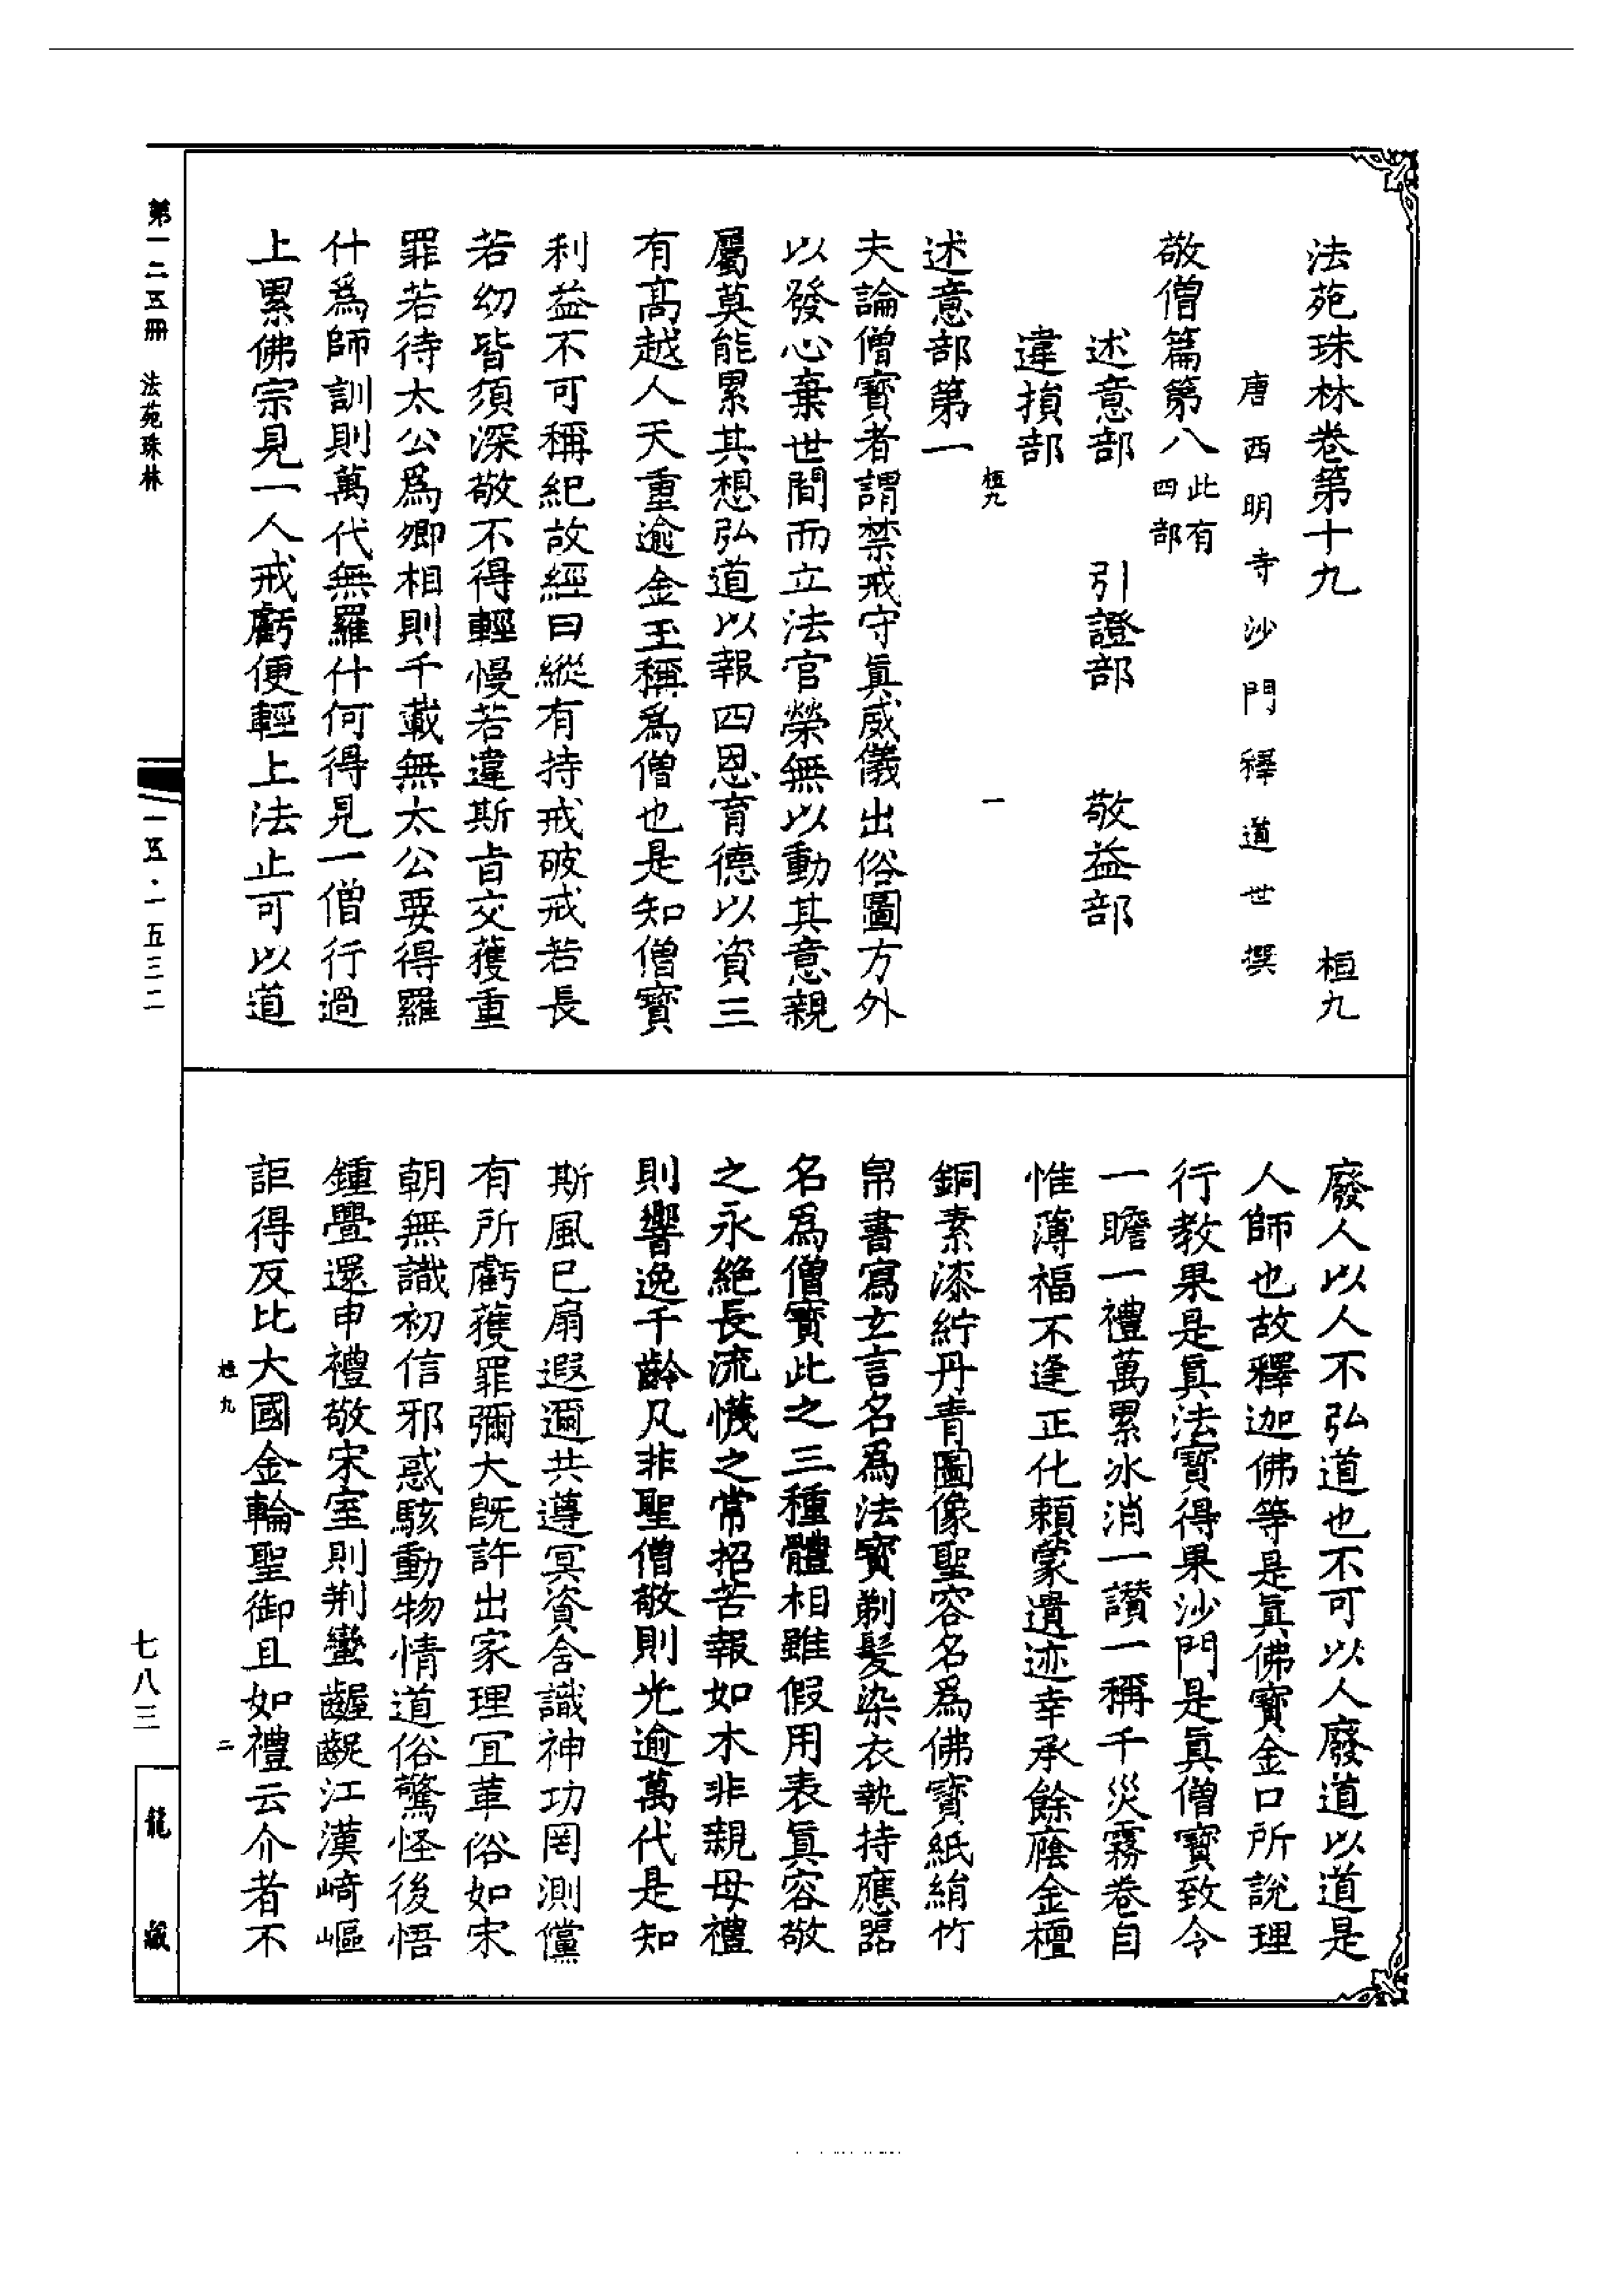 法苑珠林卷第十九　桓九
唐西明寺沙門釋道世撰
敬僧篇第八此有四部
述意部　引證部　敬益部
違損部
桓九　一
述意部第一
夫論僧寳者謂禁戒守眞威儀出俗圖方外
以發心棄世間而立法官榮無以動其意親
屬莫能累其想弘道以報四恩育德以資三
有髙越人天重逾金玉稱爲僧也是知僧寳
利益不可稱紀故經曰縱有持戒破戒若長
若幼皆須深敬不得輕慢若違斯旨交獲重
罪若待太公爲卿相則千載無太公要得羅
什爲師訓則萬代無羅什何得見一僧行過
上累佛宗見一人戒虧便輕上法止可以道
廢人以人不弘道也不可以人廢道以道是
人師也故釋迦佛等是眞佛寳金口所說理
行教果是眞法寳得果沙門是眞僧寳致令
一瞻一禮萬累冰消一讃一稱千災霧卷自
惟薄福不逢正化頼蒙遺迹幸承餘廕金檀
銅素漆紵丹青圖像聖容名爲佛寳紙絹竹
帛書寫玄言名爲法寳剃髮染衣執持應器
名爲僧寳此之三種體相雖假用表眞容敬
之永絶長流懱之常招苦報如木非親母禮
則響逸千齡凡非聖僧敬則光逾萬代是知
斯風已扇遐邇共遵冥資含識神功罔測儻
有所虧獲罪彌大旣許出家理宜革俗如宋
朝無識初信邪惑駭動物情道俗驚怪後悟
鍾疊還申禮敬宋室則荆蠻齷齪江漢崎嶇
詎得反比大國金輪聖御且如禮云介者不
桓九　二
第一二五冊　法苑珠林
一五·一五三二
七八三
龍藏